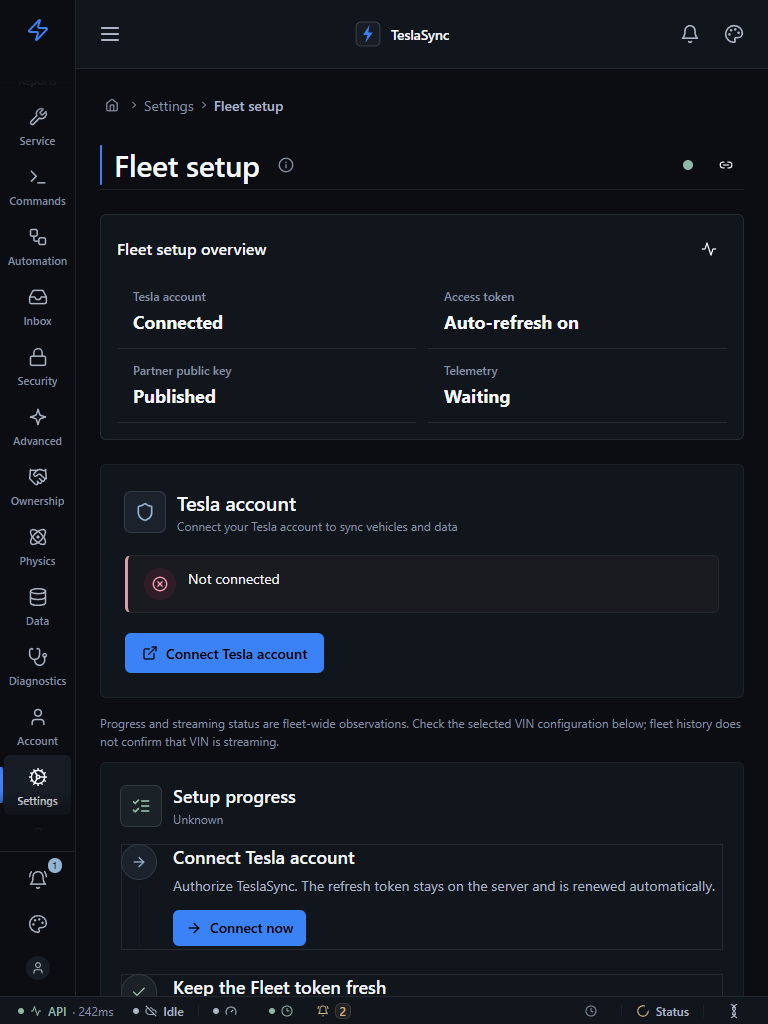 TeslaSync
Service
Commands
Automation
Inbox
Security
Advanced
Ownership
Physics
Data
Diagnostics
Account
Settings
1
Settings
Fleet setup
Fleet setup
Fleet setup overview
Tesla account
Connected
Access token
Auto-refresh on
Partner public key
Published
Telemetry
Waiting
Tesla account
Connect your Tesla account to sync vehicles and data
Not connected
Connect Tesla account
Progress and streaming status are fleet-wide observations. Check the selected VIN configuration below; fleet history does
not confirm that VIN is streaming.
Setup progress
Unknown
Connect Tesla account
Authorize TeslaSync. The refresh token stays on the server and is renewed automatically.
Connect now
Keep the Fleet token fresh
API · 242ms
Idle
2
Status